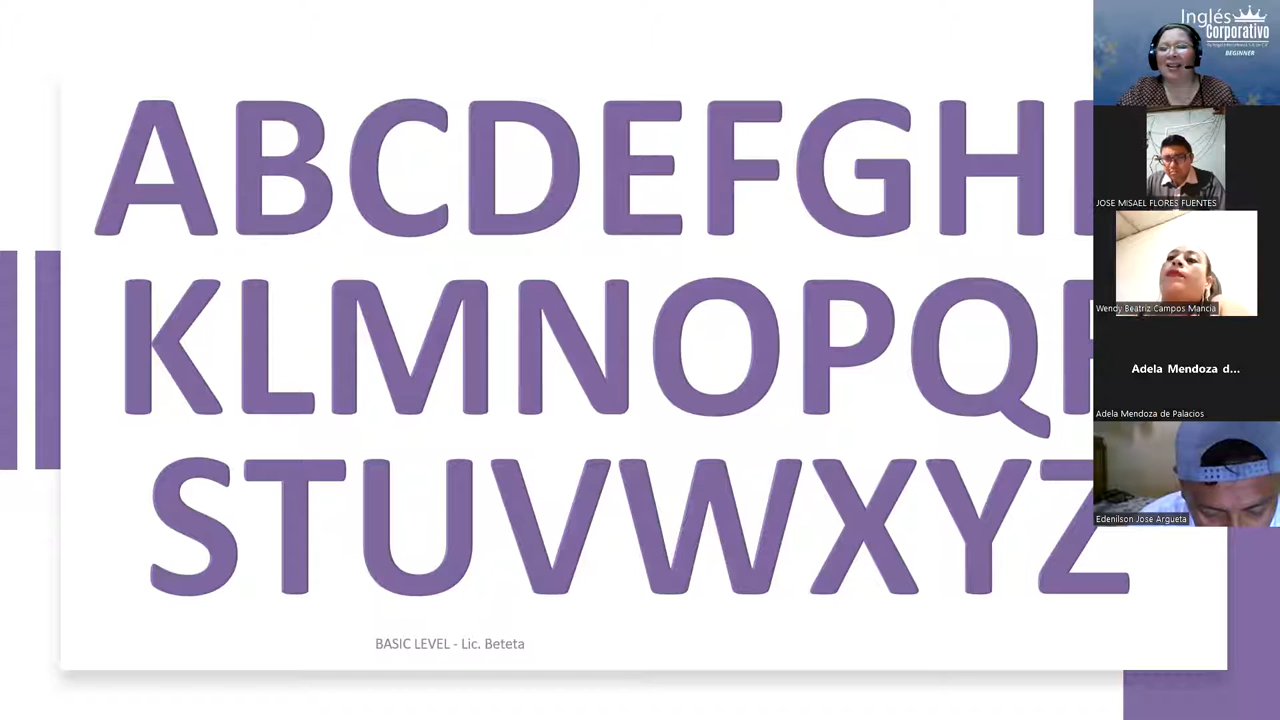 ABCDEFGH
KLMNOPQ
STUVWXYZ
BASIC LEVEL - Lic. Beteta
Inglés
Corporativo
BEGINNER
JOSE MISAEL FLORES FUENTES
Wendy Beatriz Campos Mancia
Adela Mendoza d...
Adela Mendoza de Palacios
Edenilson Jose Argueta